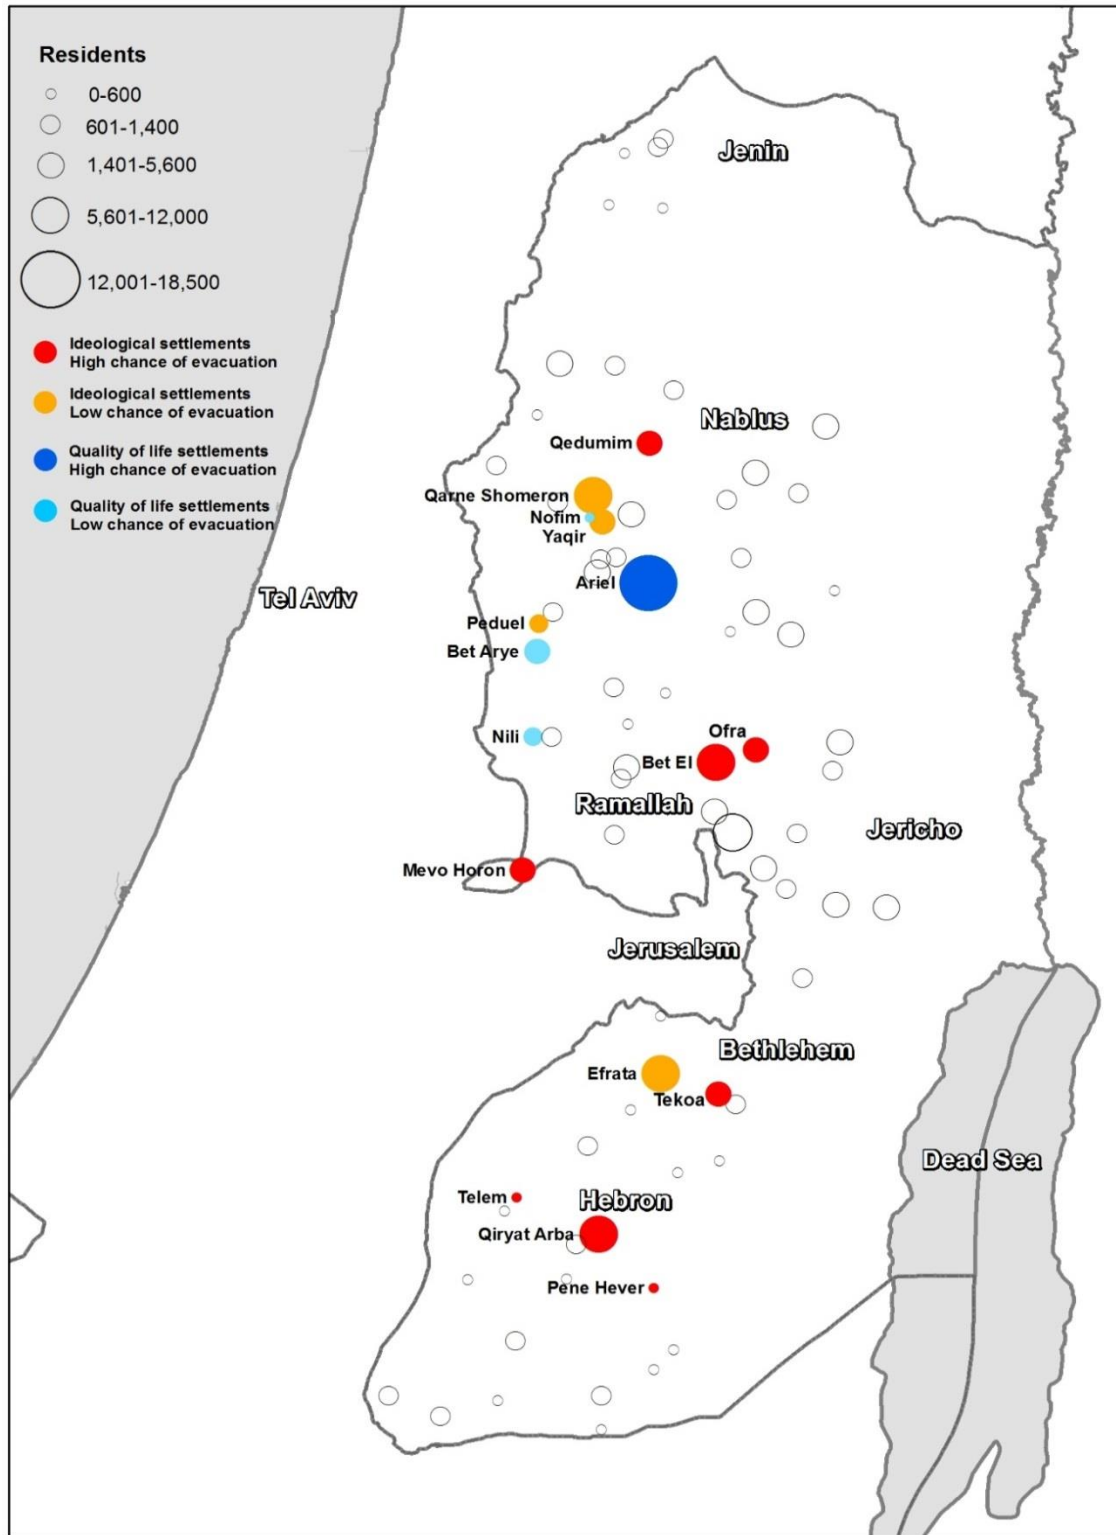 Residents
0-600
601-1,400
1,401-5,600
5,601-12,000
12,001-18,500
Ideological settlements
High chance of evacuation
Ideological settlements
Low chance of evacuation
Quality of life settlements
High chance of evacuation
Quality of life settlements
Low chance of evacuation
Jenin
Nablus
Qedumim
Qarne Shomeron
Nofim
Yaqir
Ariel
Tel Aviv
Peduel
Bet Arye
Ofra
Nili
Bet El
Ramallah
Jericho
Mevo Horon
Jerusalem
Bethlehem
Efrata
Tekoa
Dead Sea
Telem
Hebron
Qiryat Arba
Pene Hever